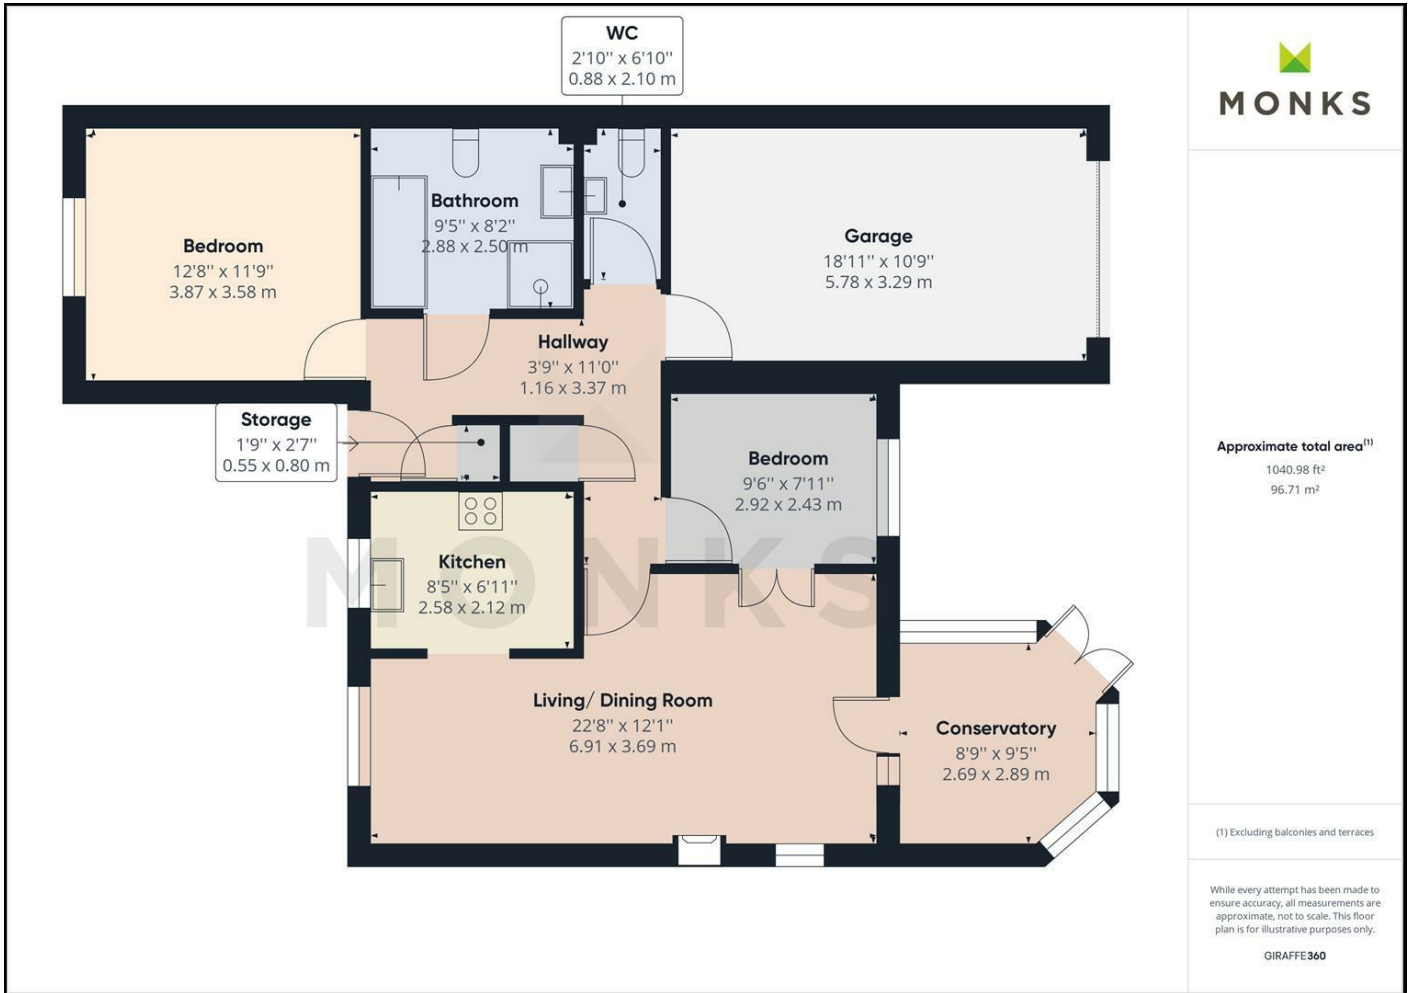 WC
2'10'' x 6'10''
0.88 x 2.10 m
Bedroom
12'8'' x 11'9''
3.87 x 3.58 m
Bathroom
9'5'' x 8'2''
2.88 x 2.50 m
Garage
18'11'' x 10'9''
5.78 x 3.29 m
Hallway
3'9'' x 11'0''
1.16 x 3.37 m
Storage
1'9'' x 2'7''
0.55 x 0.80 m
Bedroom
9'6'' x 7'11''
2.92 x 2.43 m
Kitchen
8'5'' x 6'11''
2.58 x 2.12 m
MONKS
Living/ Dining Room
22'8'' x 12'1''
6.91 x 3.69 m
Conservatory
8'9'' x 9'5''
2.69 x 2.89 m
MONKS
Approximate total area(1)
1040.98 ft²
96.71 m²
(1) Excluding balconies and terraces
While every attempt has been made to
ensure accuracy, all measurements are
approximate, not to scale. This floor
plan is for illustrative purposes only.
GIRAFFE360